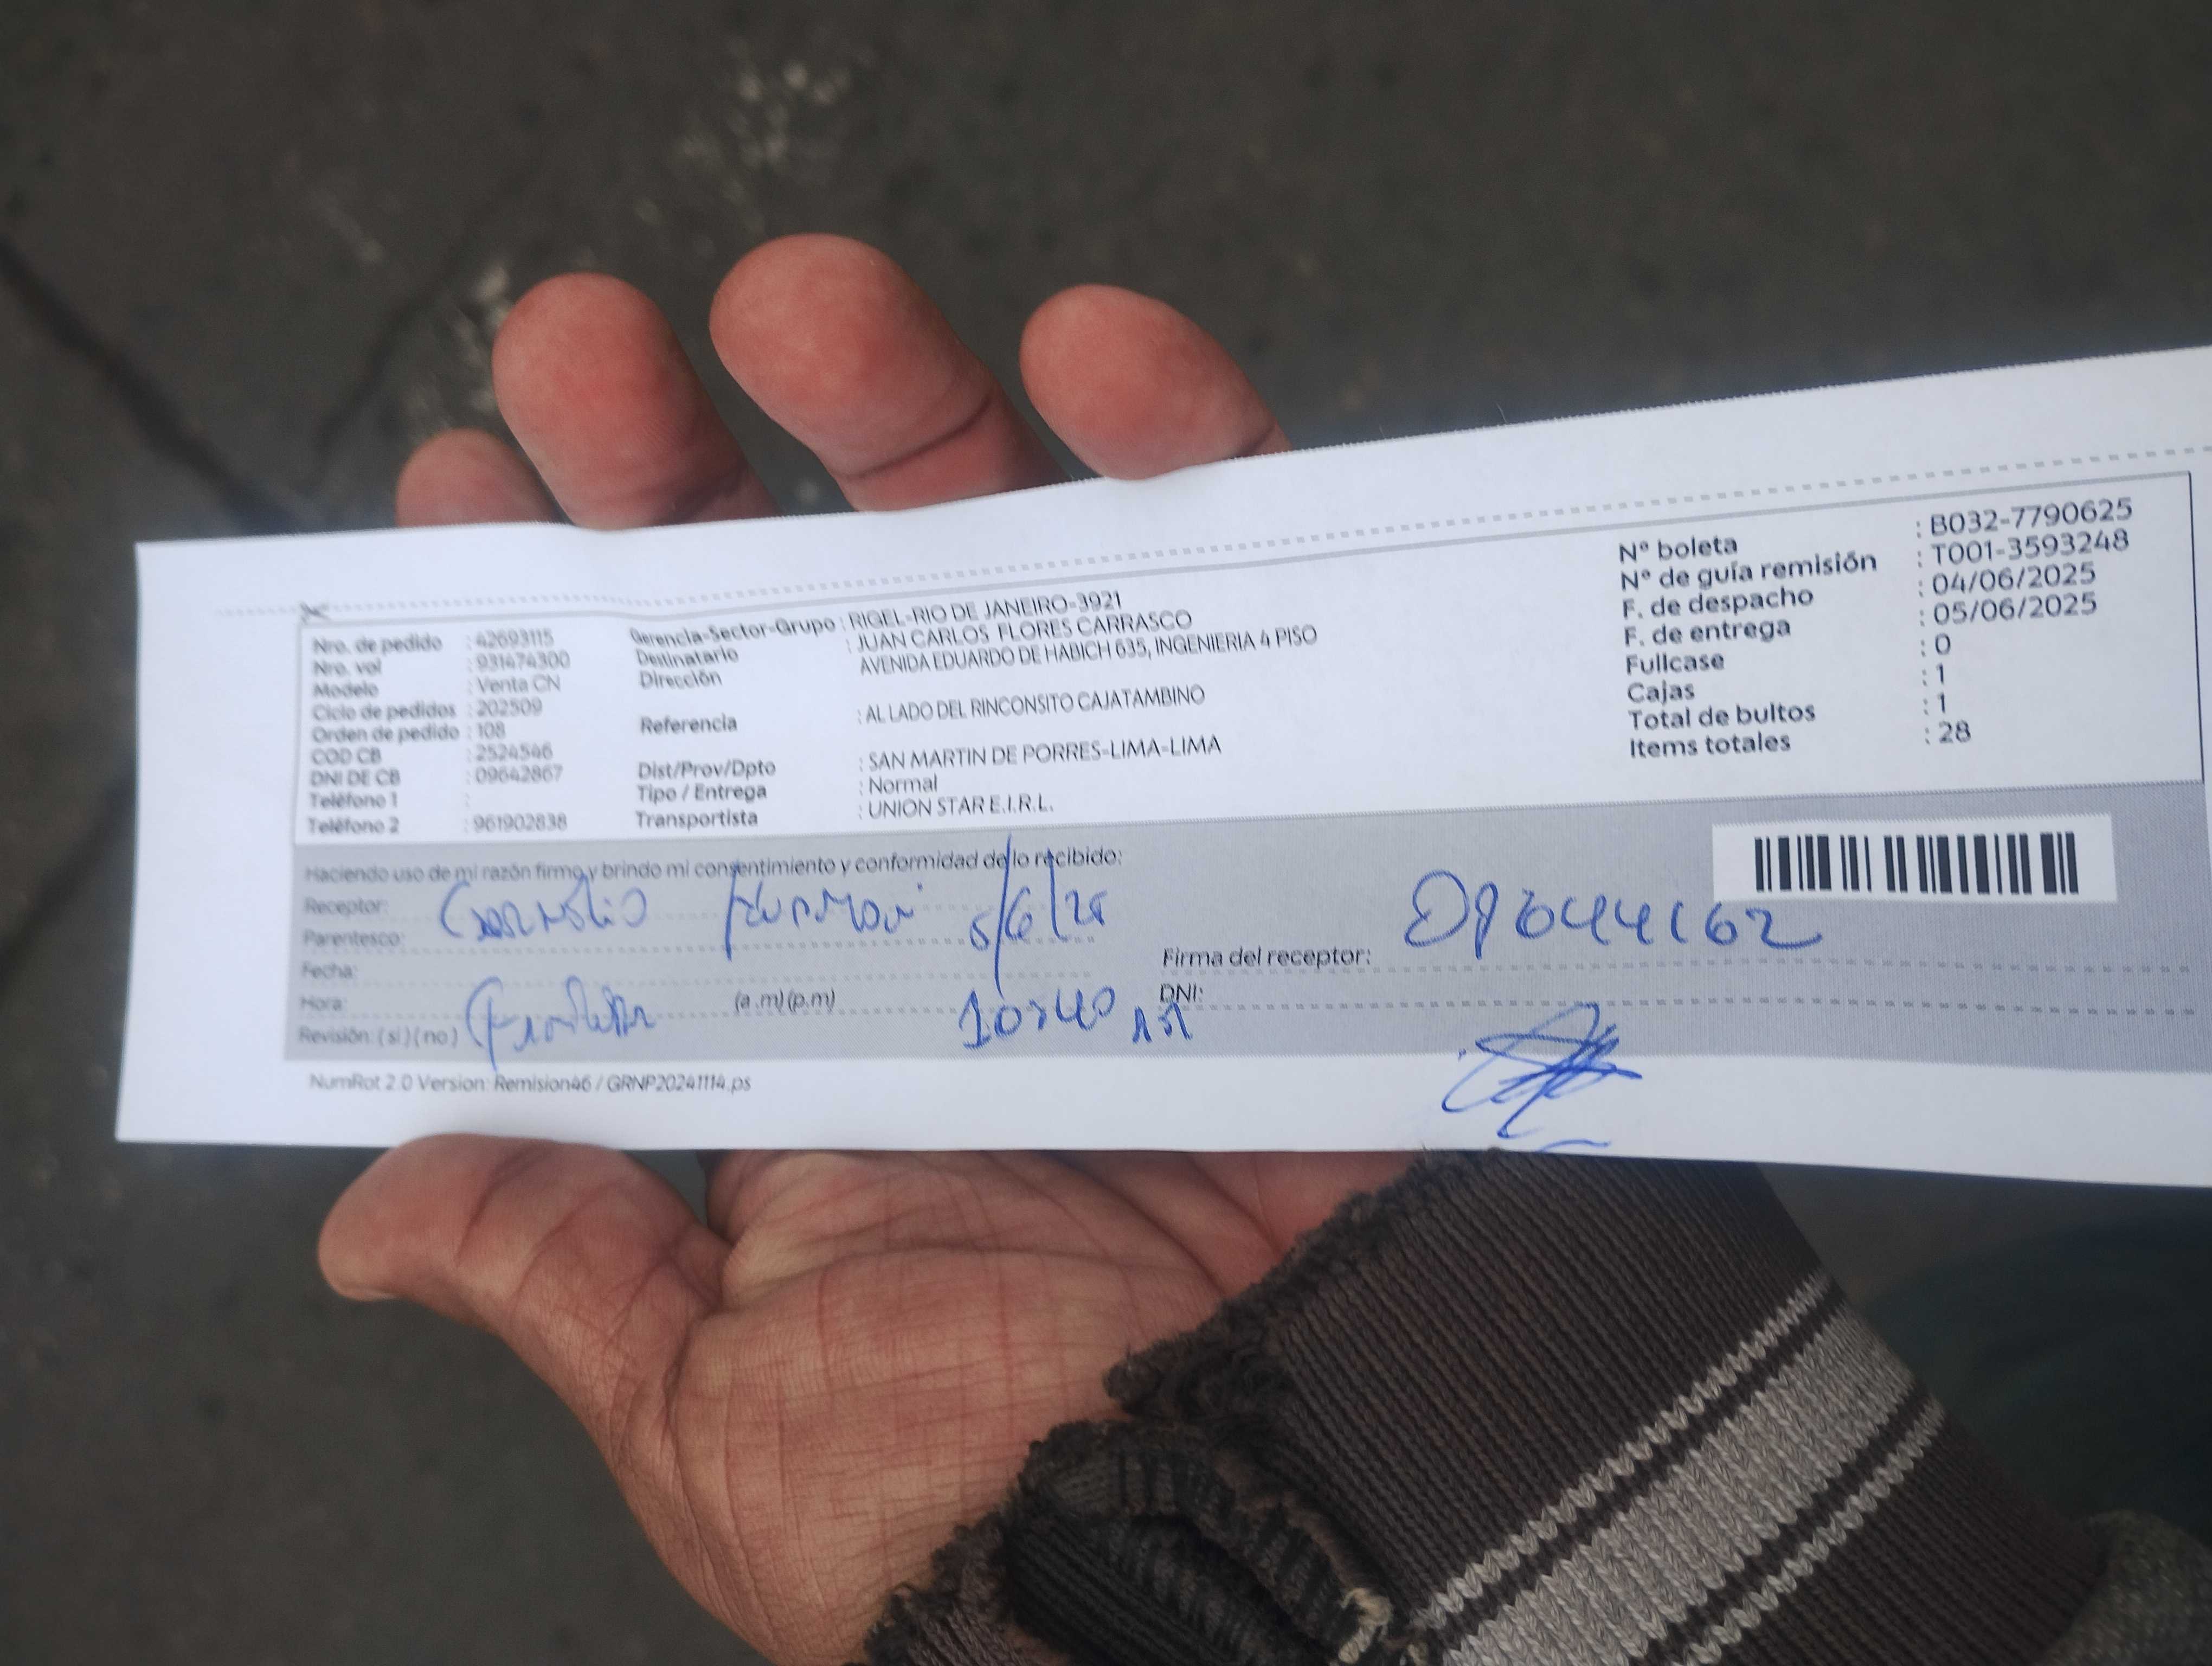 Nro. de pedido : 42693115
Nro. vol : 931474300
Modelo : Venta CN
Ciclo de pedidos : 202509
Orden de pedido : 108
COD CB : 2524546
DNI DE CB : 09642867
Teléfono 1 :
Teléfono 2 : 961902838
Gerencia-Sector-Grupo : RIGEL-RIO DE JANEIRO-3921
Destinatario : JUAN CARLOS FLORES CARRASCO
Dirección AVENIDA EDUARDO DE HABICH 635, INGENIERIA 4 PISO
Referencia : AL LADO DEL RINCONSITO CAJATAMBINO
Dist/Prov/Dpto : SAN MARTIN DE PORRES-LIMA-LIMA
Tipo / Entrega : Normal
Transportista : UNION STAR E.I.R.L.
Nº boleta : B032-7790625
Nº de guía remisión : T001-3593248
F. de despacho : 04/06/2025
F. de entrega : 05/06/2025
Fullcase : 0
Cajas : 1
Total de bultos : 1
Items totales : 28
Haciendo uso de mi razón firmo y brindo mi consentimiento y conformidad de lo recibido:
Receptor:
Parentesco: 5/6/25
Fecha:
Hora: (a.m)(p.m) 10:40
Revisión: (si) (no)
Firma del receptor:
DNI:
NumRot 2.0 Version: Remision46 / GRNP20241114.ps